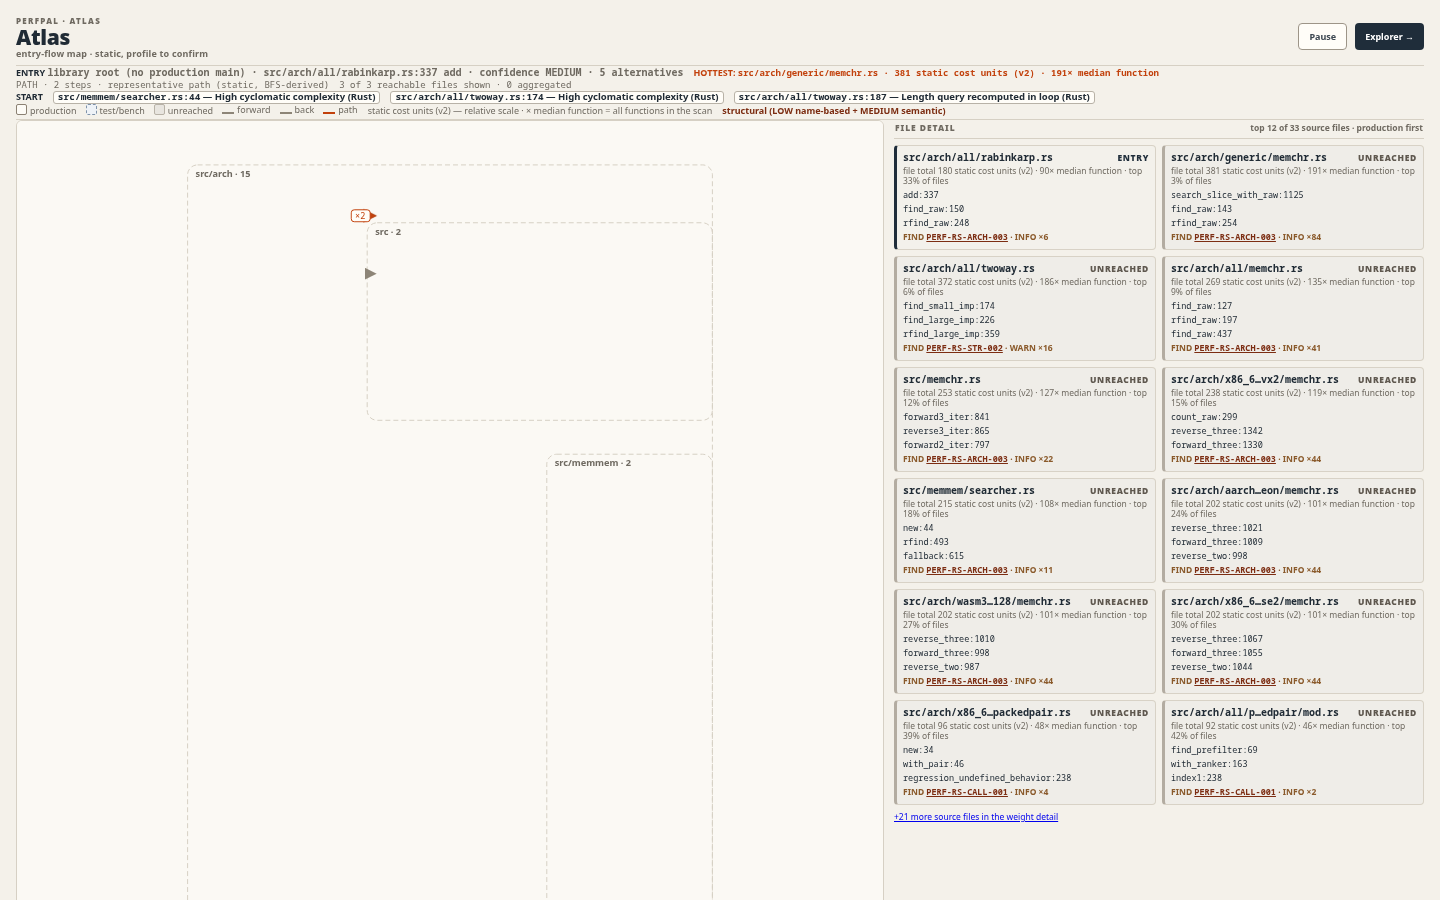 PERFPAL · ATLAS
Atlas
entry-flow map · static, profile to confirm
Pause
Explorer →
ENTRY library root (no production main) · src/arch/all/rabinkarp.rs:337 add · confidence MEDIUM · 5 alternatives HOTTEST: src/arch/generic/memchr.rs · 381 static cost units (v2) · 191× median function
PATH · 2 steps · representative path (static, BFS-derived) 3 of 3 reachable files shown · 0 aggregated
START src/memmem/searcher.rs:44 — High cyclomatic complexity (Rust) src/arch/all/twoway.rs:174 — High cyclomatic complexity (Rust) src/arch/all/twoway.rs:187 — Length query recomputed in loop (Rust)
production test/bench unreached forward back path static cost units (v2) — relative scale · × median function = all functions in the scan structural (LOW name-based + MEDIUM semantic)
src/arch · 15
×2
src · 2
src/memmem · 2
FILE DETAIL
top 12 of 33 source files · production first
src/arch/all/rabinkarp.rs ENTRY
file total 180 static cost units (v2) · 90× median function · top
33% of files
add:337
find_raw:150
rfind_raw:248
FIND PERF-RS-ARCH-003 · INFO ×6
src/arch/generic/memchr.rs UNREACHED
file total 381 static cost units (v2) · 191× median function · top
3% of files
search_slice_with_raw:1125
find_raw:143
rfind_raw:254
FIND PERF-RS-ARCH-003 · INFO ×84
src/arch/all/twoway.rs UNREACHED
file total 372 static cost units (v2) · 186× median function · top
6% of files
find_small_imp:174
find_large_imp:226
rfind_large_imp:359
FIND PERF-RS-STR-002 · WARN ×16
src/arch/all/memchr.rs UNREACHED
file total 269 static cost units (v2) · 135× median function · top
9% of files
find_raw:127
rfind_raw:197
find_raw:437
FIND PERF-RS-ARCH-003 · INFO ×41
src/memchr.rs UNREACHED
file total 253 static cost units (v2) · 127× median function · top
12% of files
forward3_iter:841
reverse3_iter:865
forward2_iter:797
FIND PERF-RS-ARCH-003 · INFO ×22
src/arch/x86_6…vx2/memchr.rs UNREACHED
file total 238 static cost units (v2) · 119× median function · top
15% of files
count_raw:299
reverse_three:1342
forward_three:1330
FIND PERF-RS-ARCH-003 · INFO ×44
src/memmem/searcher.rs UNREACHED
file total 215 static cost units (v2) · 108× median function · top
18% of files
new:44
rfind:493
fallback:615
FIND PERF-RS-ARCH-003 · INFO ×11
src/arch/aarch…eon/memchr.rs UNREACHED
file total 202 static cost units (v2) · 101× median function · top
24% of files
reverse_three:1021
forward_three:1009
reverse_two:998
FIND PERF-RS-ARCH-003 · INFO ×44
src/arch/wasm3…128/memchr.rs UNREACHED
file total 202 static cost units (v2) · 101× median function · top
27% of files
reverse_three:1010
forward_three:998
reverse_two:987
FIND PERF-RS-ARCH-003 · INFO ×44
src/arch/x86_6…se2/memchr.rs UNREACHED
file total 202 static cost units (v2) · 101× median function · top
30% of files
reverse_three:1067
forward_three:1055
reverse_two:1044
FIND PERF-RS-ARCH-003 · INFO ×44
src/arch/x86_6…packedpair.rs UNREACHED
file total 96 static cost units (v2) · 48× median function · top
39% of files
new:34
with_pair:46
regression_undefined_behavior:238
FIND PERF-RS-CALL-001 · INFO ×4
src/arch/all/p…edpair/mod.rs UNREACHED
file total 92 static cost units (v2) · 46× median function · top
42% of files
find_prefilter:69
with_ranker:163
index1:238
FIND PERF-RS-CALL-001 · INFO ×2
+21 more source files in the weight detail